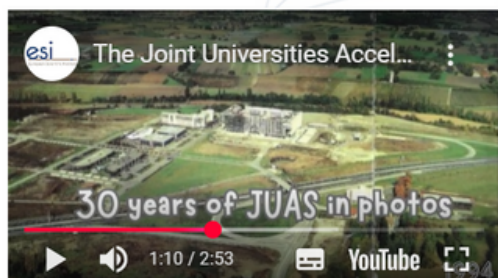 esi
The Joint Universities Accel...
30 years of JUAS in photos
1:10 / 2:53
YouTube